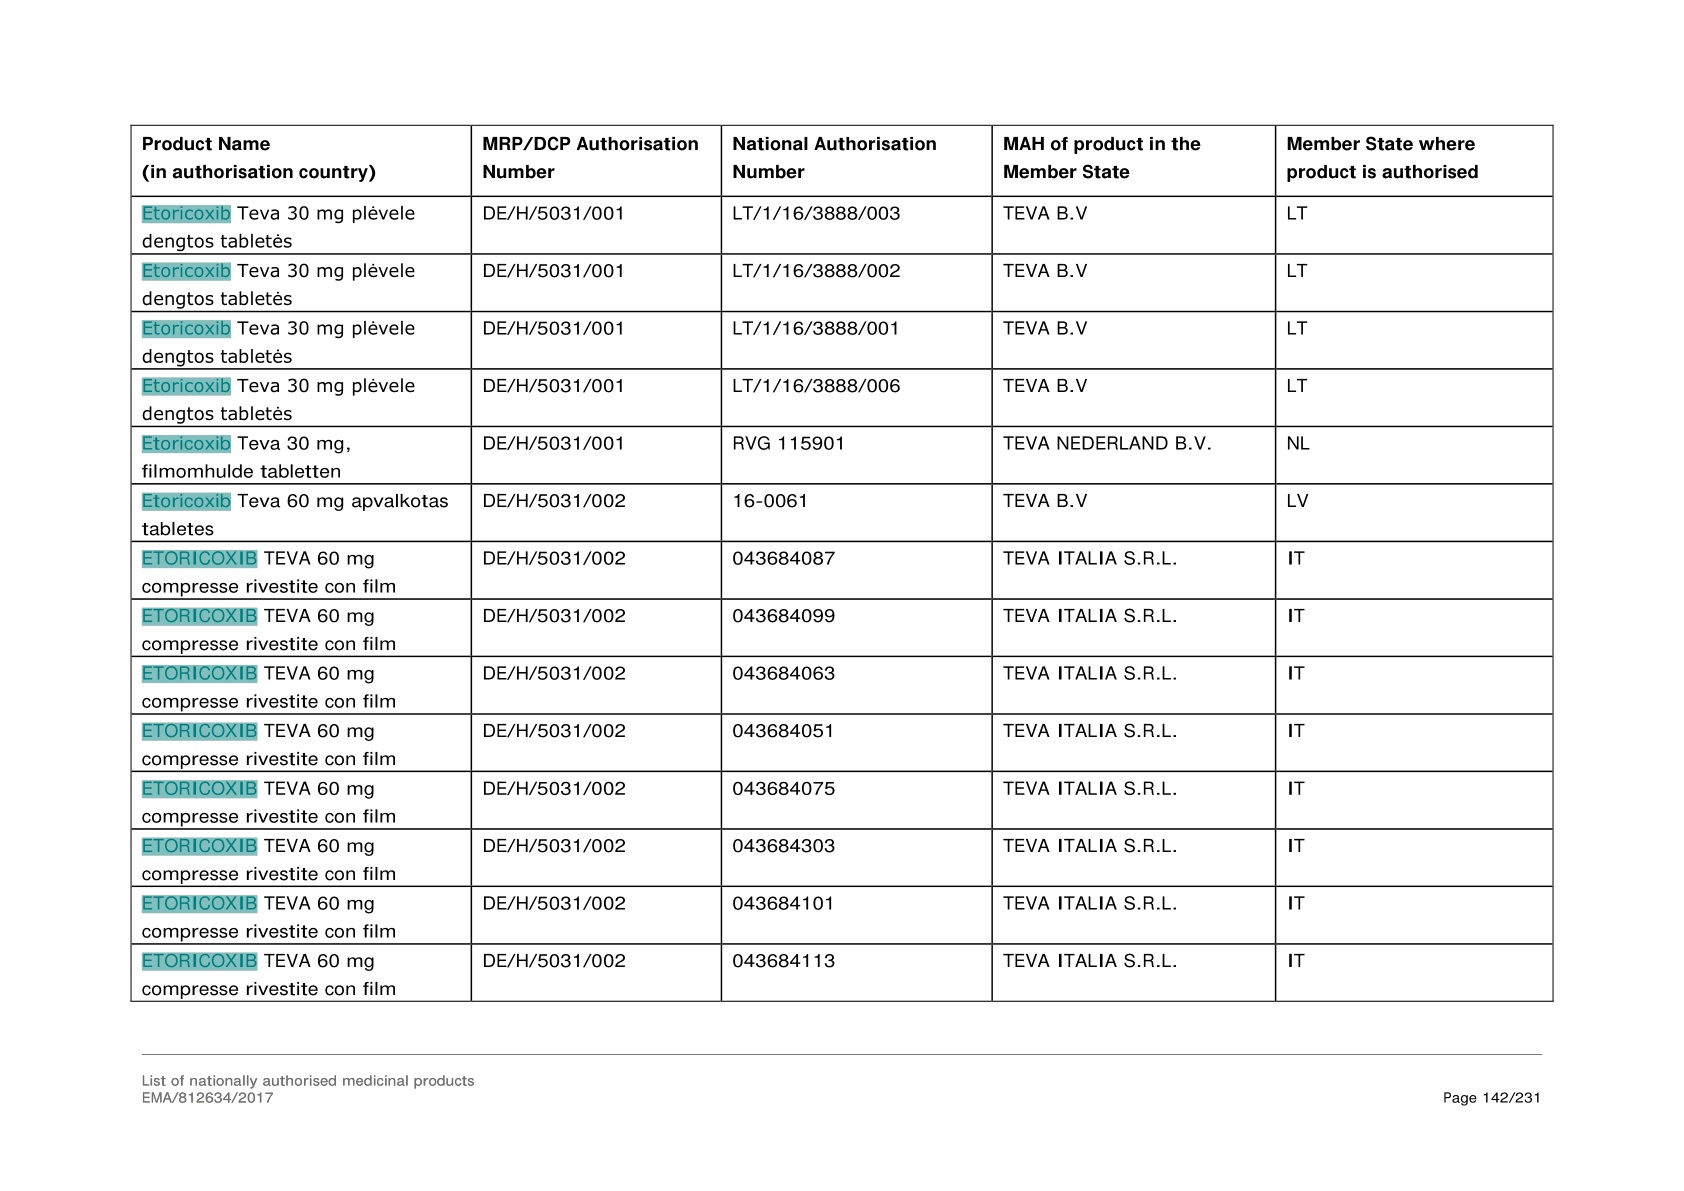 Product Name
(in authorisation country)
MRP/DCP Authorisation
Number
National Authorisation
Number
MAH of product in the
Member State
Member State where
product is authorised
Etoricoxib Teva 30 mg plėvele
dengtos tabletės
DE/H/5031/001
LT/1/16/3888/003
TEVA B.V
LT
Etoricoxib Teva 30 mg plėvele
dengtos tabletės
DE/H/5031/001
LT/1/16/3888/002
TEVA B.V
LT
Etoricoxib Teva 30 mg plėvele
dengtos tabletės
DE/H/5031/001
LT/1/16/3888/001
TEVA B.V
LT
Etoricoxib Teva 30 mg plėvele
dengtos tabletės
DE/H/5031/001
LT/1/16/3888/006
TEVA B.V
LT
Etoricoxib Teva 30 mg,
filmomhulde tabletten
DE/H/5031/001
RVG 115901
TEVA NEDERLAND B.V.
NL
Etoricoxib Teva 60 mg apvalkotas
tabletes
DE/H/5031/002
16-0061
TEVA B.V
LV
ETORICOXIB TEVA 60 mg
compresse rivestite con film
DE/H/5031/002
043684087
TEVA ITALIA S.R.L.
IT
ETORICOXIB TEVA 60 mg
compresse rivestite con film
DE/H/5031/002
043684099
TEVA ITALIA S.R.L.
IT
ETORICOXIB TEVA 60 mg
compresse rivestite con film
DE/H/5031/002
043684063
TEVA ITALIA S.R.L.
IT
ETORICOXIB TEVA 60 mg
compresse rivestite con film
DE/H/5031/002
043684051
TEVA ITALIA S.R.L.
IT
ETORICOXIB TEVA 60 mg
compresse rivestite con film
DE/H/5031/002
043684075
TEVA ITALIA S.R.L.
IT
ETORICOXIB TEVA 60 mg
compresse rivestite con film
DE/H/5031/002
043684303
TEVA ITALIA S.R.L.
IT
ETORICOXIB TEVA 60 mg
compresse rivestite con film
DE/H/5031/002
043684101
TEVA ITALIA S.R.L.
IT
ETORICOXIB TEVA 60 mg
compresse rivestite con film
DE/H/5031/002
043684113
TEVA ITALIA S.R.L.
IT
List of nationally authorised medicinal products
EMA/812634/2017
Page 142/231